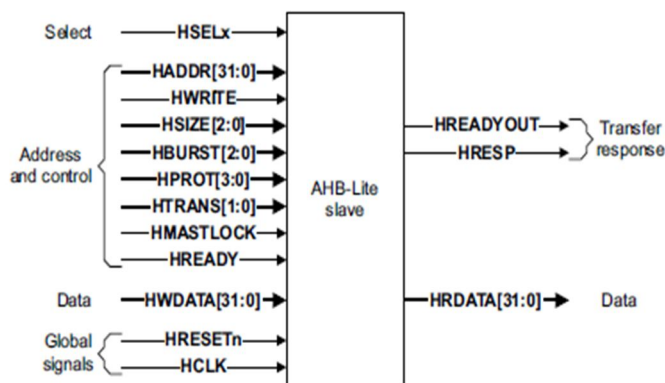 Select HSELx
HADDR[31:0]
HWRITE
HSIZE[2:0] HREADYOUT Transfer
Address HBURST[2:0] HRESP response
and control HPROT[3:0]
HTRANS[1:0] AHB-Lite
HMASTLOCK slave
HREADY
Data HWDATA[31:0] HRDATA[31:0] Data
Global HRESETn
signals HCLK